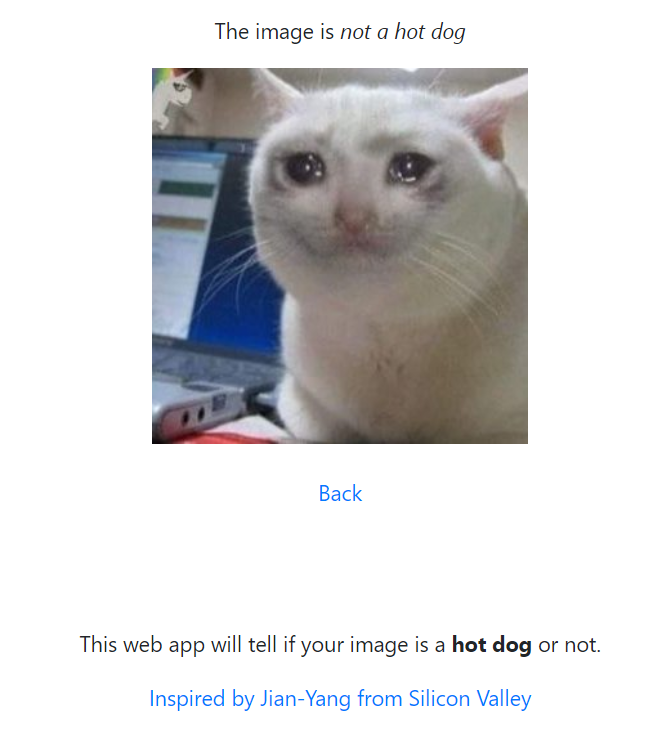 The image is not a hot dog
Back
This web app will tell if your image is a hot dog or not.
Inspired by Jian-Yang from Silicon Valley